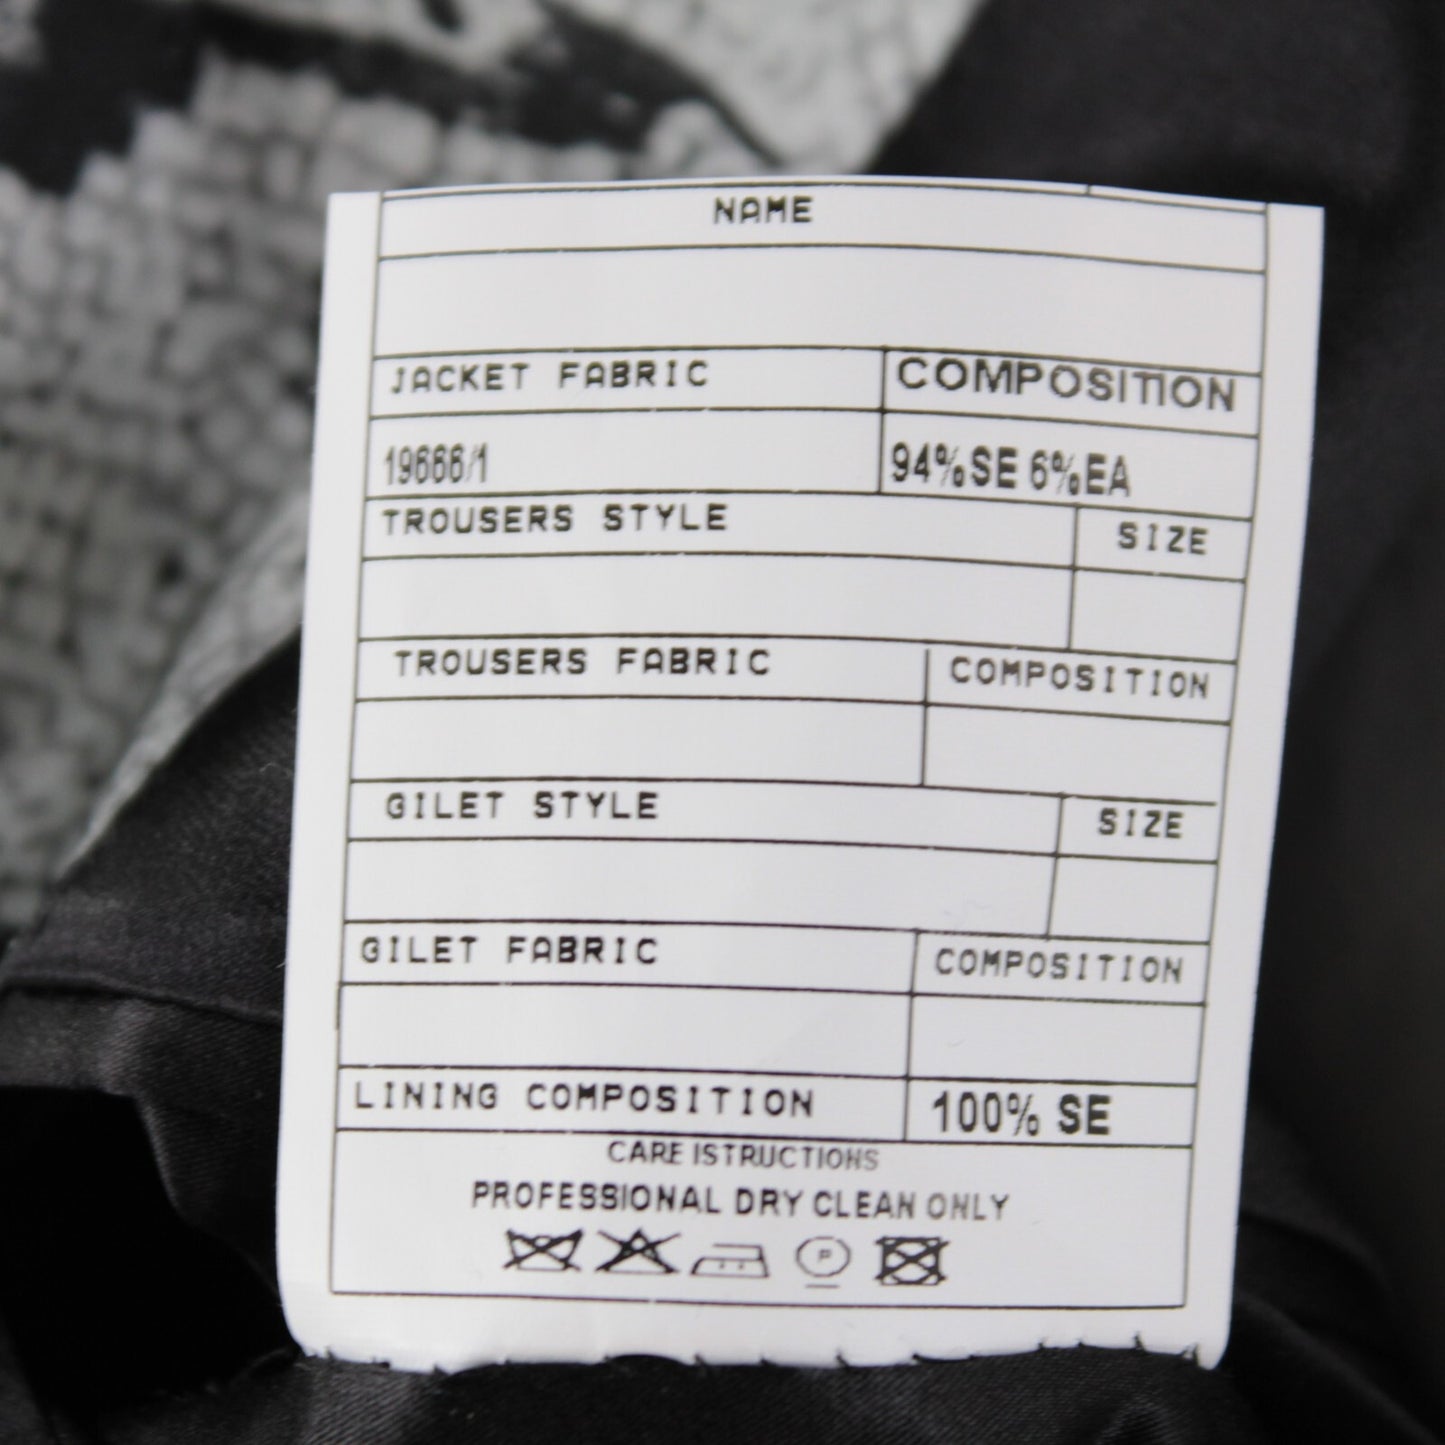 NAME
JACKET FABRIC COMPOSITION
19666/1 94%SE 6%EA
TROUSERS STYLE SIZE
TROUSERS FABRIC COMPOSITION
GILET STYLE SIZE
GILET FABRIC COMPOSITION
LINING COMPOSITION 100% SE
CARE ISTRUCTIONS
PROFESSIONAL DRY CLEAN ONLY
P